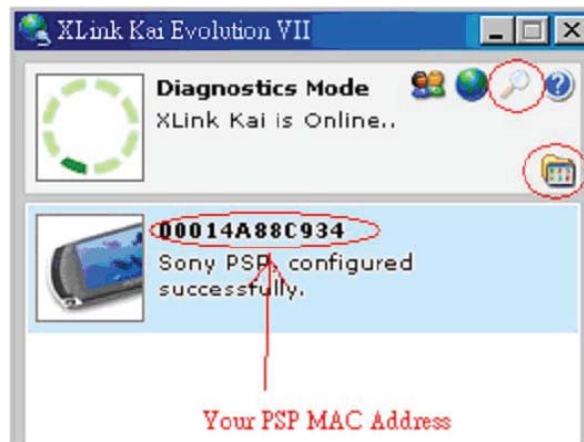 XLink Kai Evolution VII
Diagnostics Mode
XLink Kai is Online..
00014A88C934
Sony PSP, configured
successfully.
Your PSP MAC Address